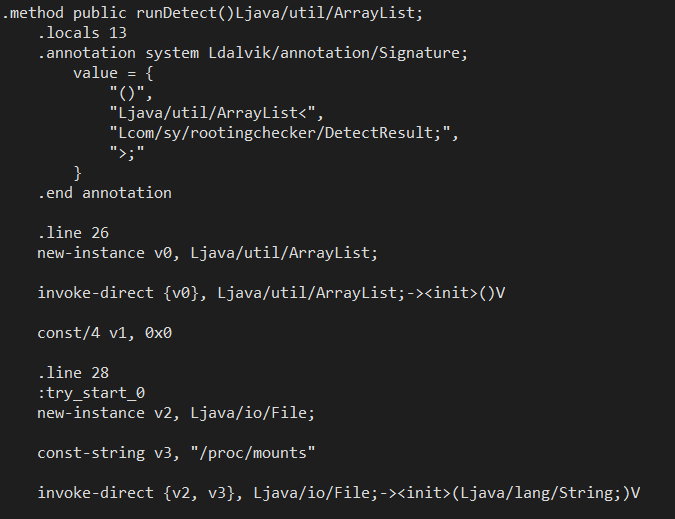 .method public runDetect()Ljava/util/ArrayList;
.locals 13
.annotation system Ldalvik/annotation/Signature;
value = {
"()",
"Ljava/util/ArrayList<",
"Lcom/sy/rootingchecker/DetectResult;",
">;"
}
.end annotation
.line 26
new-instance v0, Ljava/util/ArrayList;
invoke-direct {v0}, Ljava/util/ArrayList;-><init>()V
const/4 v1, 0x0
.line 28
:try_start_0
new-instance v2, Ljava/io/File;
const-string v3, "/proc/mounts"
invoke-direct {v2, v3}, Ljava/io/File;-><init>(Ljava/lang/String;)V